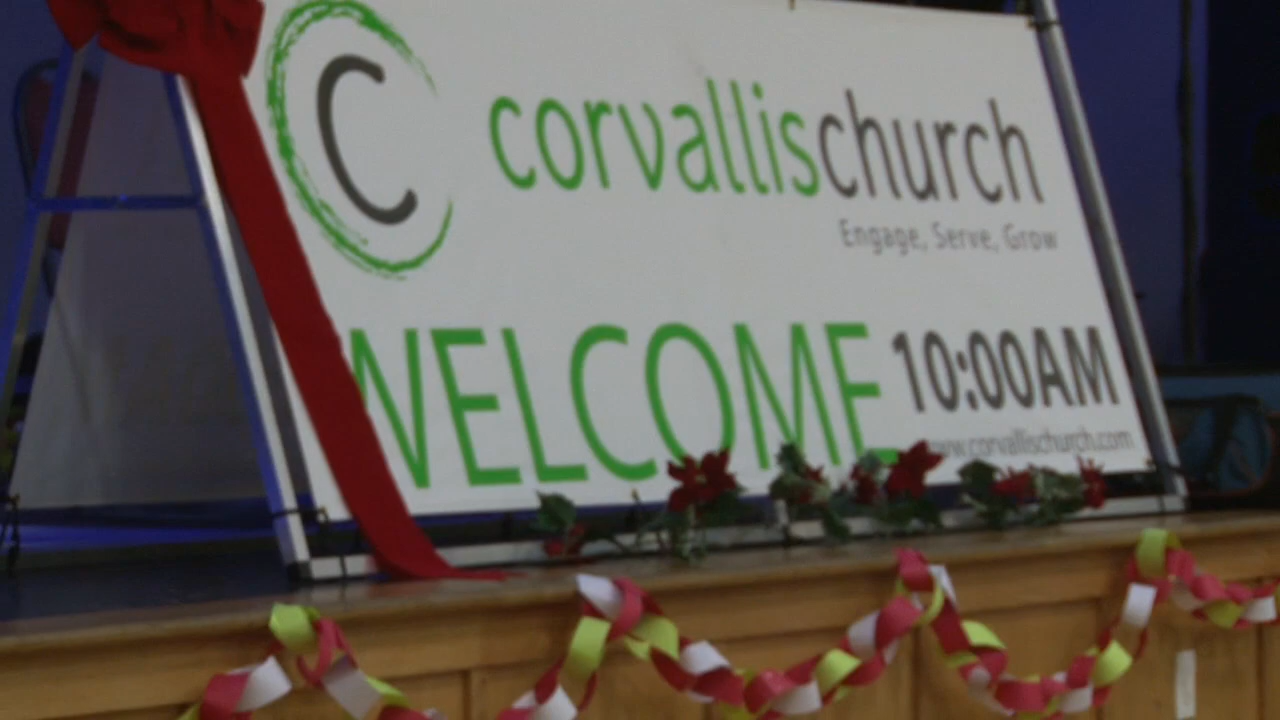 C
corvallischurch
Engage, Serve, Grow
WELCOME 10:00AM
www.corvallischurch.com